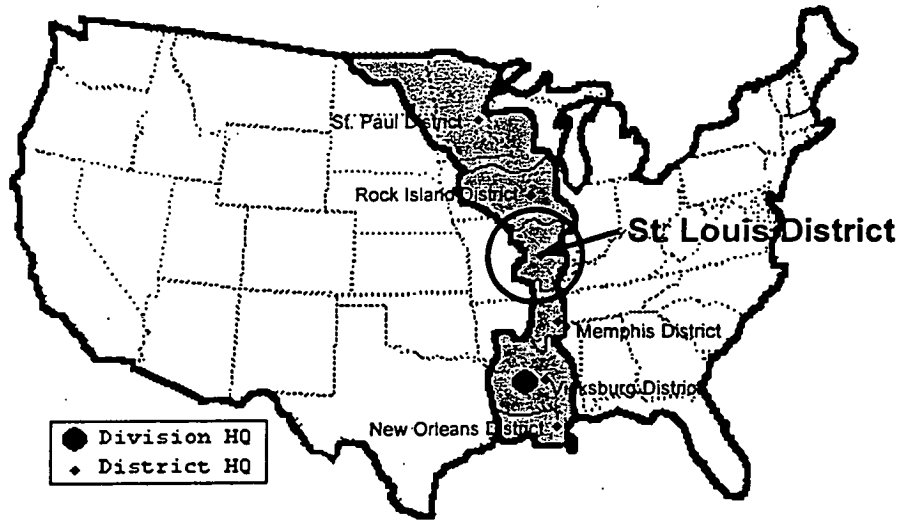 St. Paul District
Rock Island District
St. Louis District
Memphis District
Vicksburg District
New Orleans District
Division HQ
District HQ